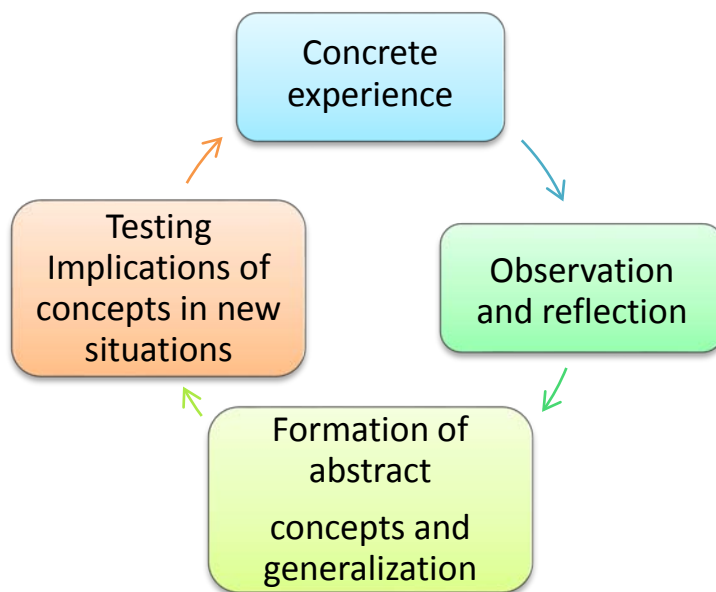 Concrete
experience
Observation
and reflection
Formation of
abstract
concepts and
generalization
Testing
Implications of
concepts in new
situations